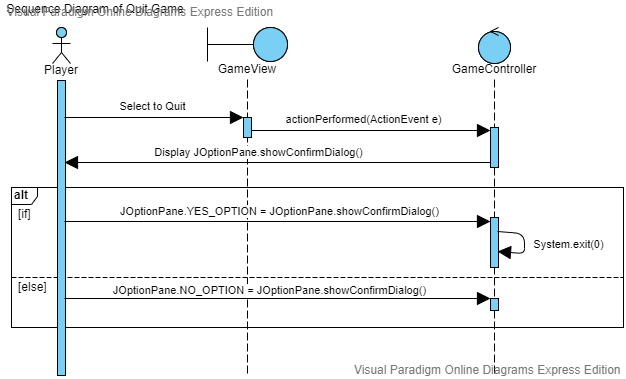 Sequence Diagram of Quit Game
Visual Paradigm Online Diagrams Express Edition
Player
GameView
GameController
Select to Quit
actionPerformed(ActionEvent e)
Display JOptionPane.showConfirmDialog()
alt
[if]
JOptionPane.YES_OPTION = JOptionPane.showConfirmDialog()
System.exit(0)
[else]
JOptionPane.NO_OPTION = JOptionPane.showConfirmDialog()
Visual Paradigm Online Diagrams Express Edition